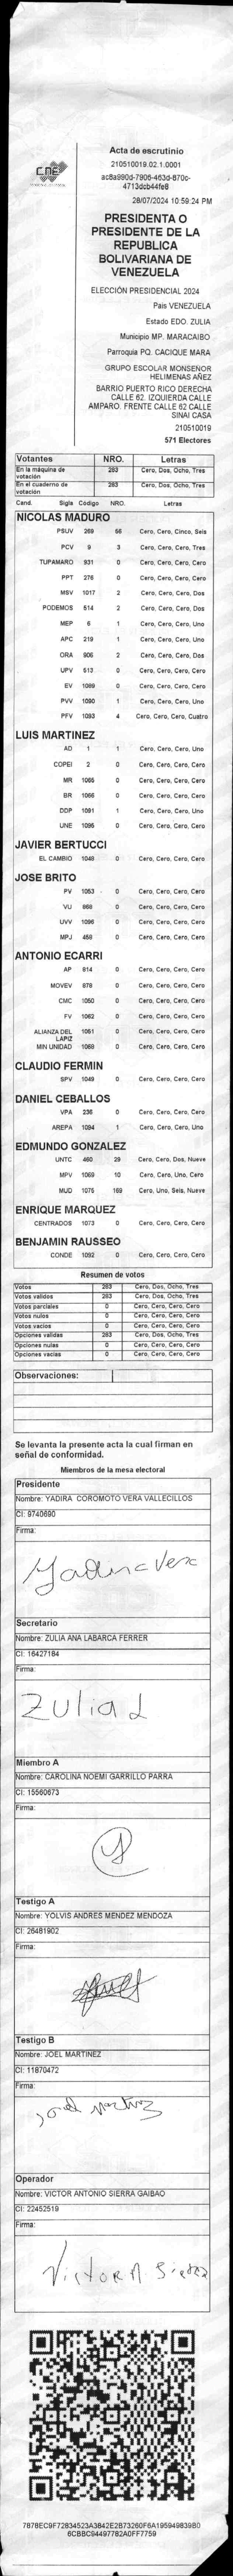 CNE
Acta de escrutinio
210510019.02.1.0001
ac8a990d-7906-463d-870c-
4713dcb44fe8
28/07/2024 10:59:24 PM
PRESIDENTA O
PRESIDENTE DE LA
REPUBLICA
BOLIVARIANA DE
VENEZUELA
ELECCIÓN PRESIDENCIAL 2024
Pais VENEZUELA
Estado EDO. ZULIA
Municipio MP. MARACAIBO
Parroquia PQ. CACIQUE MARA
GRUPO ESCOLAR MONSENOR
HELIMENAS AÑEZ
BARRIO PUERTO RICO DERECHA
CALLE 62. IZQUIERDA CALLE
AMPARO. FRENTE CALLE 62 CALLE
SINAI CASA
210510019
571 Electores
Votantes NRO. Letras
En la máquina de votación 283 Cero, Dos, Ocho, Tres
En el cuaderno de votación 283 Cero, Dos, Ocho, Tres
Cand. Sigla Código NRO. Letras
NICOLAS MADURO
PSUV 269 56 Cero, Cero, Cinco, Seis
PCV 9 3 Cero, Cero, Cero, Tres
TUPAMARO 931 0 Cero, Cero, Cero, Cero
PPT 276 0 Cero, Cero, Cero, Cero
MSV 1017 2 Cero, Cero, Cero, Dos
PODEMOS 514 2 Cero, Cero, Cero, Dos
MEP 6 1 Cero, Cero, Cero, Uno
APC 219 1 Cero, Cero, Cero, Uno
ORA 906 2 Cero, Cero, Cero, Dos
UPV 513 0 Cero, Cero, Cero, Cero
EV 1089 0 Cero, Cero, Cero, Cero
PVV 1090 1 Cero, Cero, Cero, Uno
PFV 1093 4 Cero, Cero, Cero, Cuatro
LUIS MARTINEZ
AD 1 1 Cero, Cero, Cero, Uno
COPEI 2 0 Cero, Cero, Cero, Cero
MR 1055 0 Cero, Cero, Cero, Cero
BR 1066 0 Cero, Cero, Cero, Cero
DDP 1091 1 Cero, Cero, Cero, Uno
UNE 1095 0 Cero, Cero, Cero, Cero
JAVIER BERTUCCI
EL CAMBIO 1048 0 Cero, Cero, Cero, Cero
JOSE BRITO
PV 1053 0 Cero, Cero, Cero, Cero
VU 868 0 Cero, Cero, Cero, Cero
UVV 1096 0 Cero, Cero, Cero, Cero
MPJ 458 0 Cero, Cero, Cero, Cero
ANTONIO ECARRI
AP 814 0 Cero, Cero, Cero, Cero
MOVEV 879 0 Cero, Cero, Cero, Cero
CMC 1050 0 Cero, Cero, Cero, Cero
FV 1062 0 Cero, Cero, Cero, Cero
ALIANZA DEL LAPIZ 1051 0 Cero, Cero, Cero, Cero
MIN UNIDAD 1058 0 Cero, Cero, Cero, Cero
CLAUDIO FERMIN
SPV 1049 0 Cero, Cero, Cero, Cero
DANIEL CEBALLOS
VPA 235 0 Cero, Cero, Cero, Cero
AREPA 1094 1 Cero, Cero, Cero, Uno
EDMUNDO GONZALEZ
UNTC 460 29 Cero, Cero, Dos, Nueve
MPV 1069 10 Cero, Cero, Uno, Cero
MUD 1075 169 Cero, Uno, Seis, Nueve
ENRIQUE MARQUEZ
CENTRADOS 1073 0 Cero, Cero, Cero, Cero
BENJAMIN RAUSSEO
CONDE 1092 0 Cero, Cero, Cero, Cero
Resumen de votos
Votos 283 Cero, Dos, Ocho, Tres
Votos validos 283 Cero, Dos, Ocho, Tres
Votos parciales 0 Cero, Cero, Cero, Cero
Votos nulos 0 Cero, Cero, Cero, Cero
Votos vacios 0 Cero, Cero, Cero, Cero
Opciones validas 283 Cero, Dos, Ocho, Tres
Opciones nulas 0 Cero, Cero, Cero, Cero
Opciones vacias 0 Cero, Cero, Cero, Cero
Observaciones:
Se levanta la presente acta la cual firman en
señal de conformidad.
Miembros de la mesa electoral
Presidente
Nombre: YADIRA COROMOTO VERA VALLECILLOS
CI: 9740690
Firma:
Yadira Vera
Secretario
Nombre: ZULIA ANA LABARCA FERRER
CI: 16427184
Firma:
Zulia L
Miembro A
Nombre: CAROLINA NOEMI GARRILLO PARRA
CI: 15560673
Firma:
Testigo A
Nombre: YOLVIS ANDRES MENDEZ MENDOZA
CI: 26481902
Firma:
Testigo B
Nombre: JOEL MARTINEZ
CI: 11870472
Firma:
Joel Martinez
Operador
Nombre: VICTOR ANTONIO SIERRA GAIBAO
CI: 22452519
Firma:
Victor A Sierra
7878EC9F72834523A3842E2B73260F6A195949839B0
6CBBC94497782A0FF7759